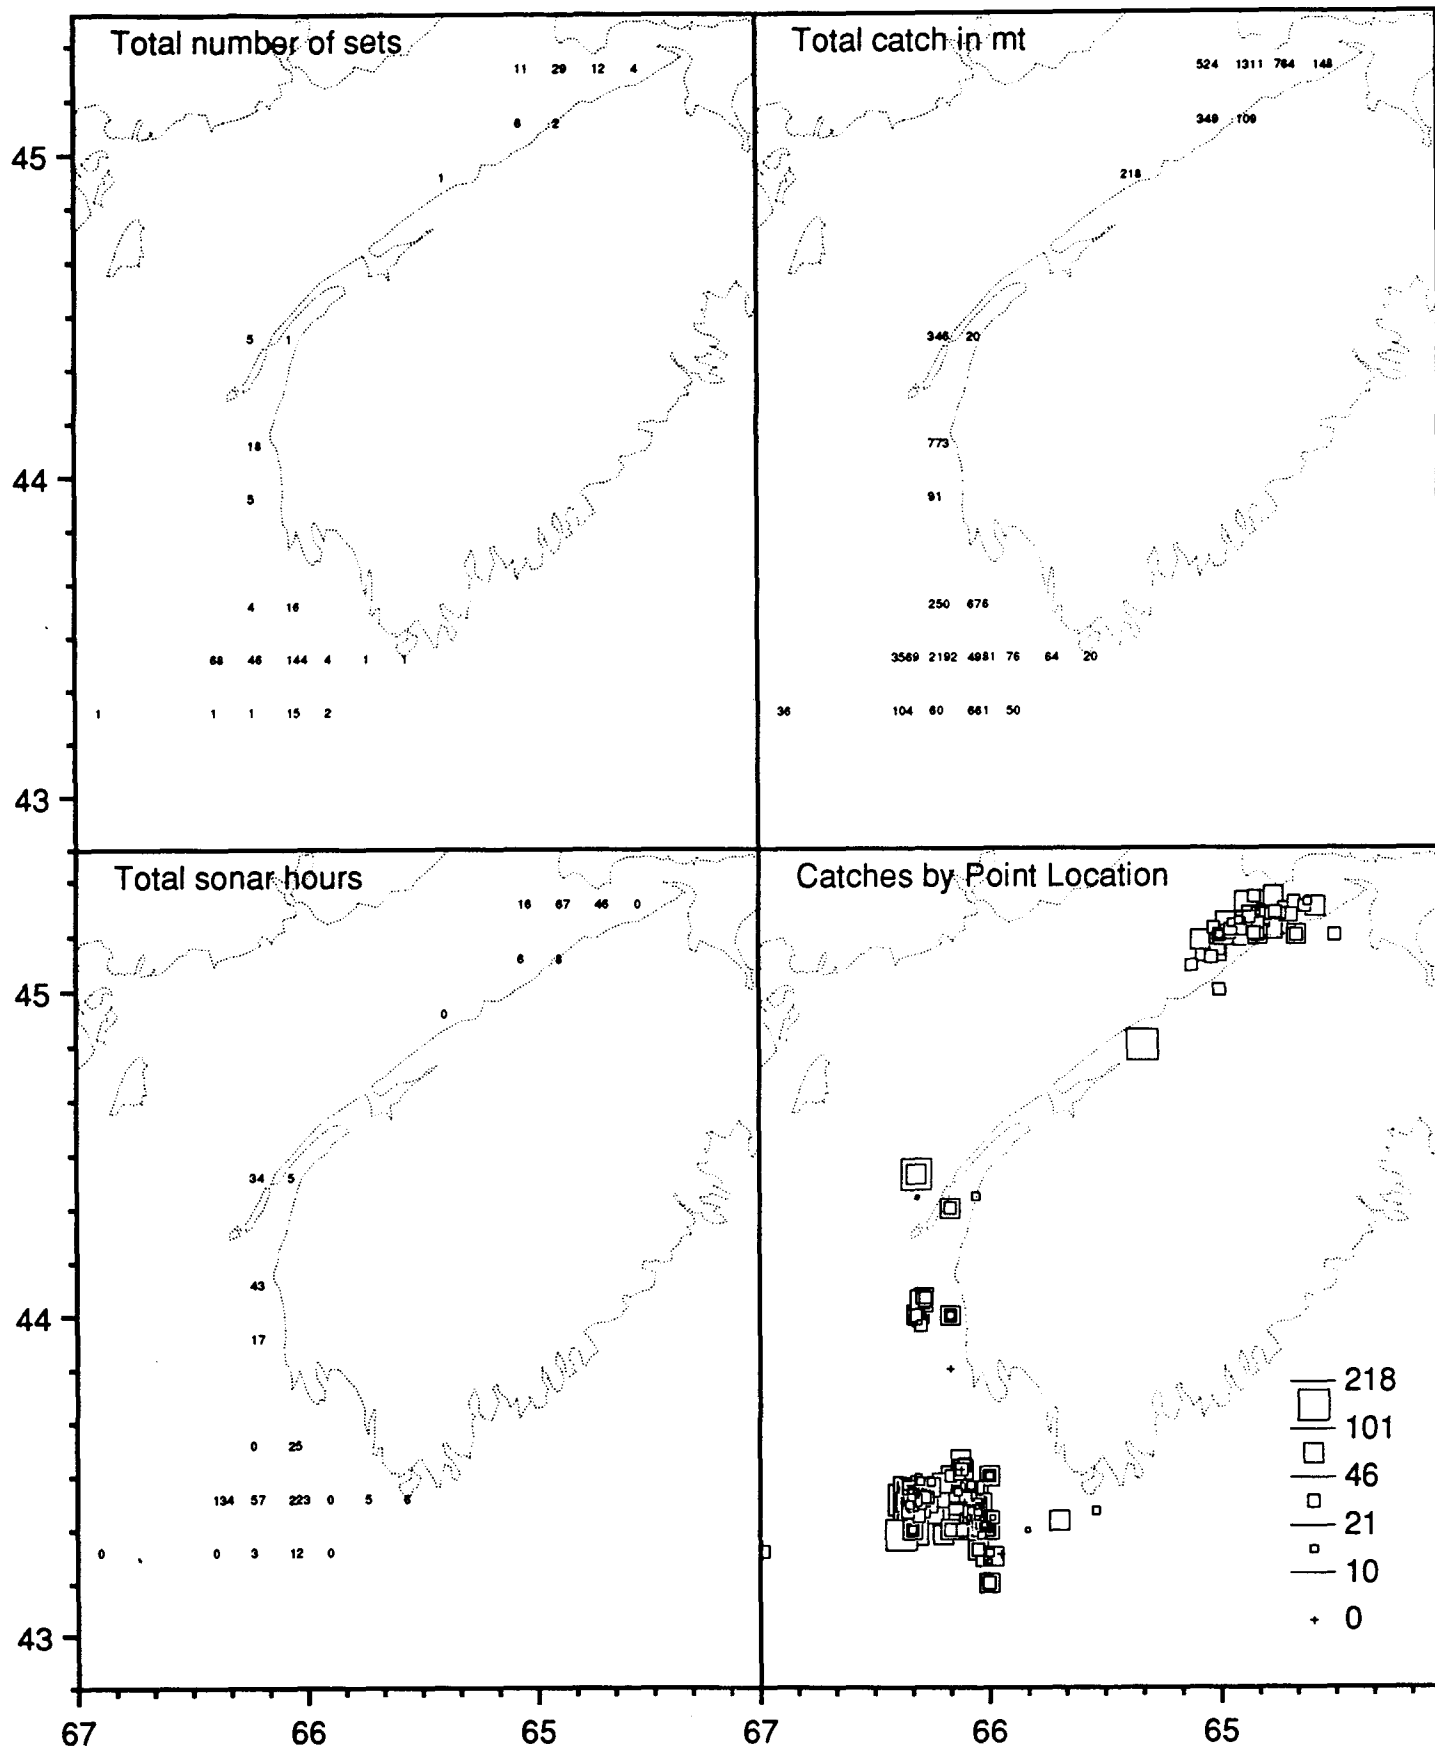 Total number of sets
11 29 12 4
6 2
1
5 1
18
5
4 16
68 46 144 4 1 1
1 1 1 15 2
45
44
43
Total catch in mt
524 1311 764 148
349 109
218
346 20
773
91
250 676
3569 2192 4981 76 64 20
36 104 60 661 50
Total sonar hours
16 67 46 0
6 8
0
34 5
43
17
0 25
134 57 223 0 5 6
0 0 3 12 0
45
44
43
67 66 65
Catches by Point Location
218
101
46
21
10
0
67 66 65